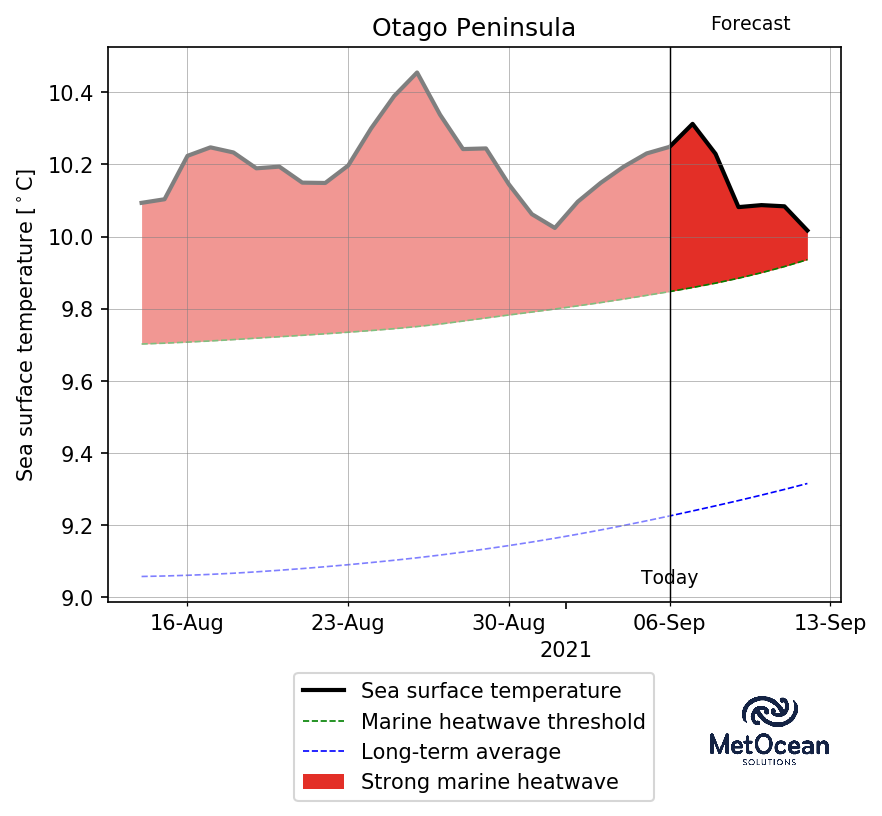 Otago Peninsula
Forecast
Sea surface temperature [°C]
10.4
10.2
10.0
9.8
9.6
9.4
9.2
9.0
Today
16-Aug 23-Aug 30-Aug 06-Sep 13-Sep
2021
Sea surface temperature
Marine heatwave threshold
Long-term average
Strong marine heatwave
MetOcean
SOLUTIONS